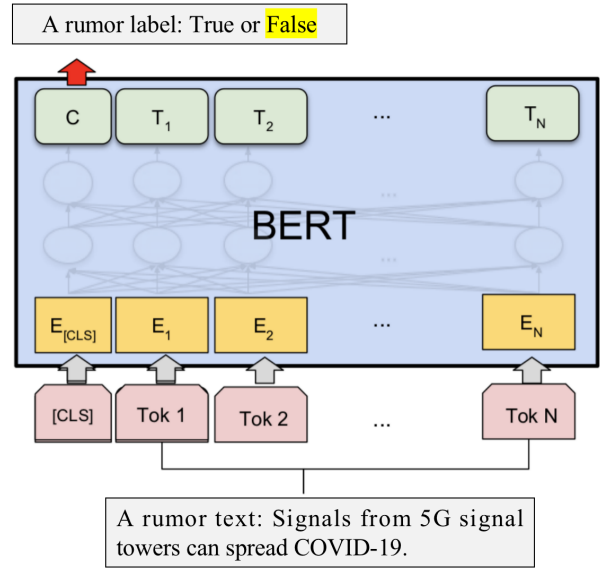 A rumor label: True or False
C T1 T2 ... TN
...
BERT
...
E[CLS] E1 E2 ... EN
[CLS] Tok 1 Tok 2 ... Tok N
A rumor text: Signals from 5G signal
towers can spread COVID-19.